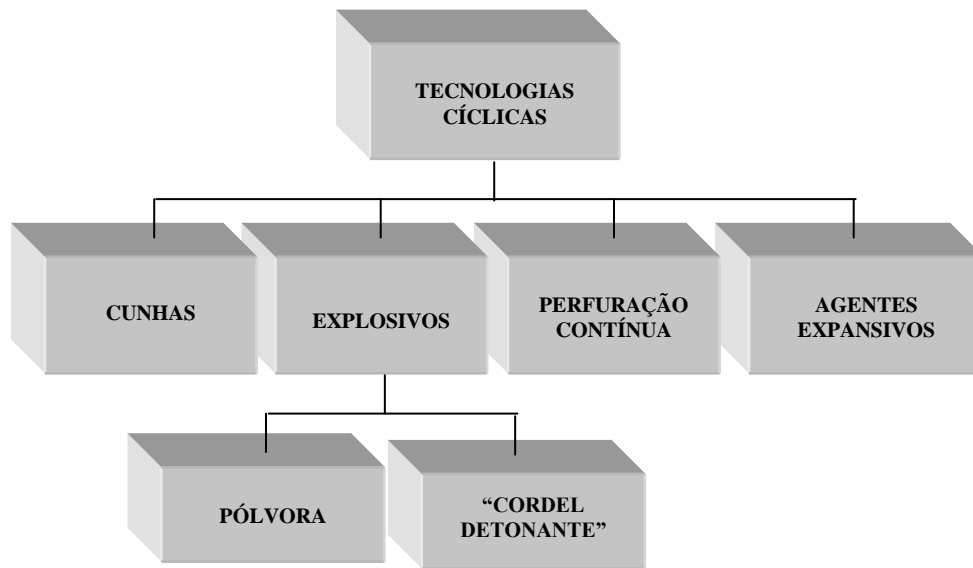 TECNOLOGIAS
CÍCLICAS
CUNHAS
EXPLOSIVOS
PERFURAÇÃO
CONTÍNUA
AGENTES
EXPANSIVOS
PÓLVORA
“CORDEL
DETONANTE”